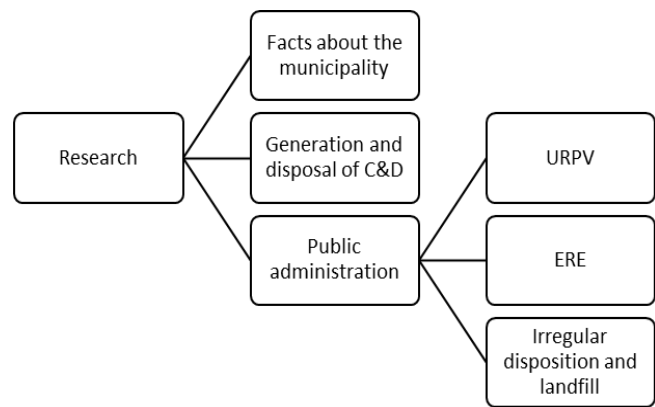 Facts about the
municipality
Research
Generation and
disposal of C&D
URPV
Public
administration
ERE
Irregular
disposition and
landfill